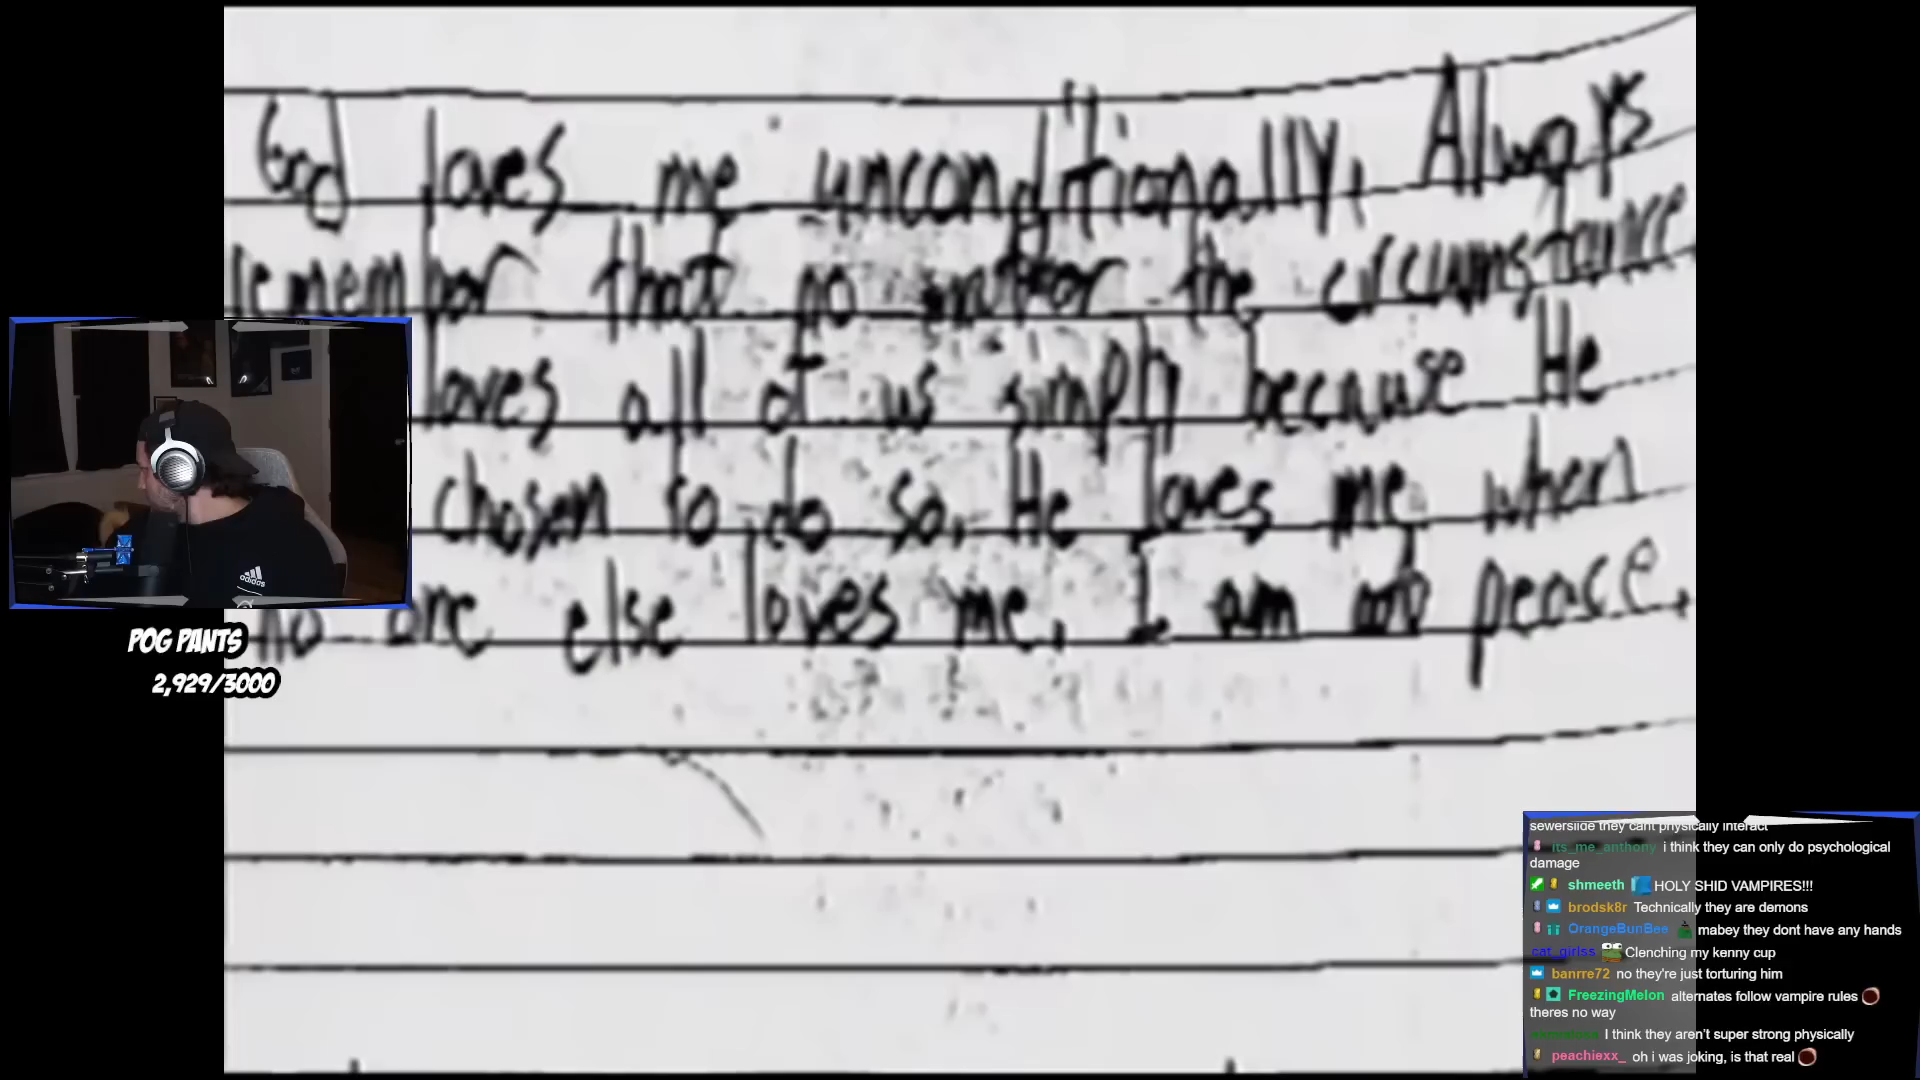 God loves me unconditionally, Always
remember that no matter the circumstance
loves all of us simply because He
chosen to do so, He loves me when
no one else loves me. I am at peace.
adidas
POG PANTS
2,929/3000
sewerslide they cant physically interact
its_me_anthony i think they can only do psychological
damage
shmeeth HOLY SHID VAMPIRES!!!
brodsk8r Technically they are demons
OrangeBunBee mabey they dont have any hands
cat_girlss Clenching my kenny cup
banrre72 no they're just torturing him
FreezingMelon alternates follow vampire rules
theres no way
I think they aren't super strong physically
peachiexx_ oh i was joking, is that real